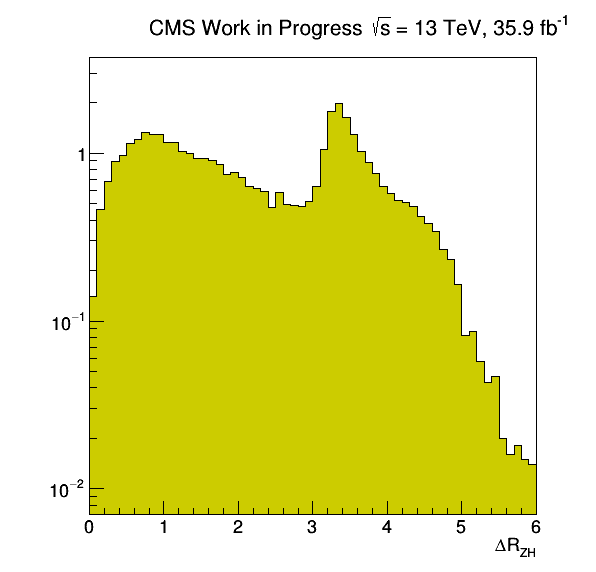 CMS Work in Progress √s = 13 TeV, 35.9 fb⁻¹
1
10⁻¹
10⁻²
0 1 2 3 4 5 6
ΔR_ZH